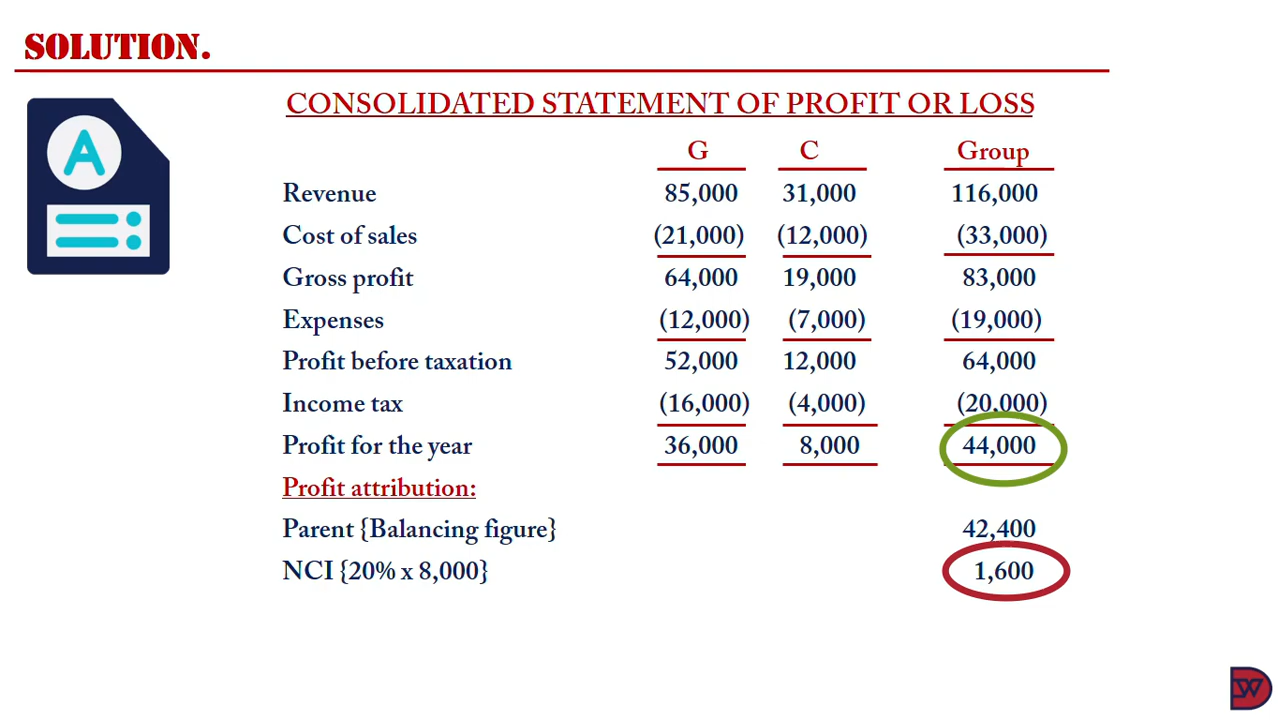 SOLUTION.
A
CONSOLIDATED STATEMENT OF PROFIT OR LOSS
G C Group
Revenue 85,000 31,000 116,000
Cost of sales (21,000) (12,000) (33,000)
Gross profit 64,000 19,000 83,000
Expenses (12,000) (7,000) (19,000)
Profit before taxation 52,000 12,000 64,000
Income tax (16,000) (4,000) (20,000)
Profit for the year 36,000 8,000 44,000
Profit attribution:
Parent {Balancing figure} 42,400
NCI {20% x 8,000} 1,600
DW